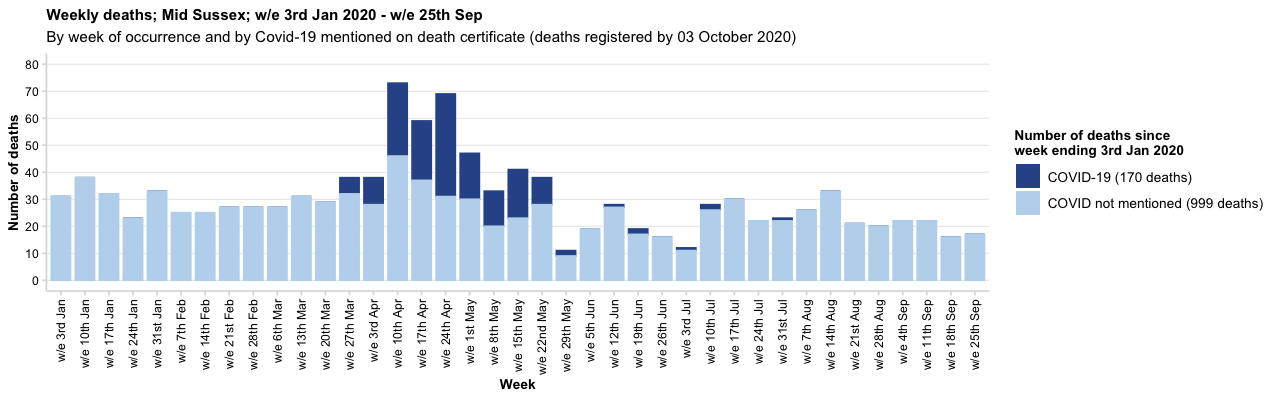 Weekly deaths; Mid Sussex; w/e 3rd Jan 2020 - w/e 25th Sep
By week of occurrence and by Covid-19 mentioned on death certificate (deaths registered by 03 October 2020)
Number of deaths
80
70
60
50
40
30
20
10
0
w/e 3rd Jan
w/e 10th Jan
w/e 17th Jan
w/e 24th Jan
w/e 31st Jan
w/e 7th Feb
w/e 14th Feb
w/e 21st Feb
w/e 28th Feb
w/e 6th Mar
w/e 13th Mar
w/e 20th Mar
w/e 27th Mar
w/e 3rd Apr
w/e 10th Apr
w/e 17th Apr
w/e 24th Apr
w/e 1st May
w/e 8th May
w/e 15th May
w/e 22nd May
w/e 29th May
w/e 5th Jun
w/e 12th Jun
w/e 19th Jun
w/e 26th Jun
w/e 3rd Jul
w/e 10th Jul
w/e 17th Jul
w/e 24th Jul
w/e 31st Jul
w/e 7th Aug
w/e 14th Aug
w/e 21st Aug
w/e 28th Aug
w/e 4th Sep
w/e 11th Sep
w/e 18th Sep
w/e 25th Sep
Week
Number of deaths since
week ending 3rd Jan 2020
COVID-19 (170 deaths)
COVID not mentioned (999 deaths)